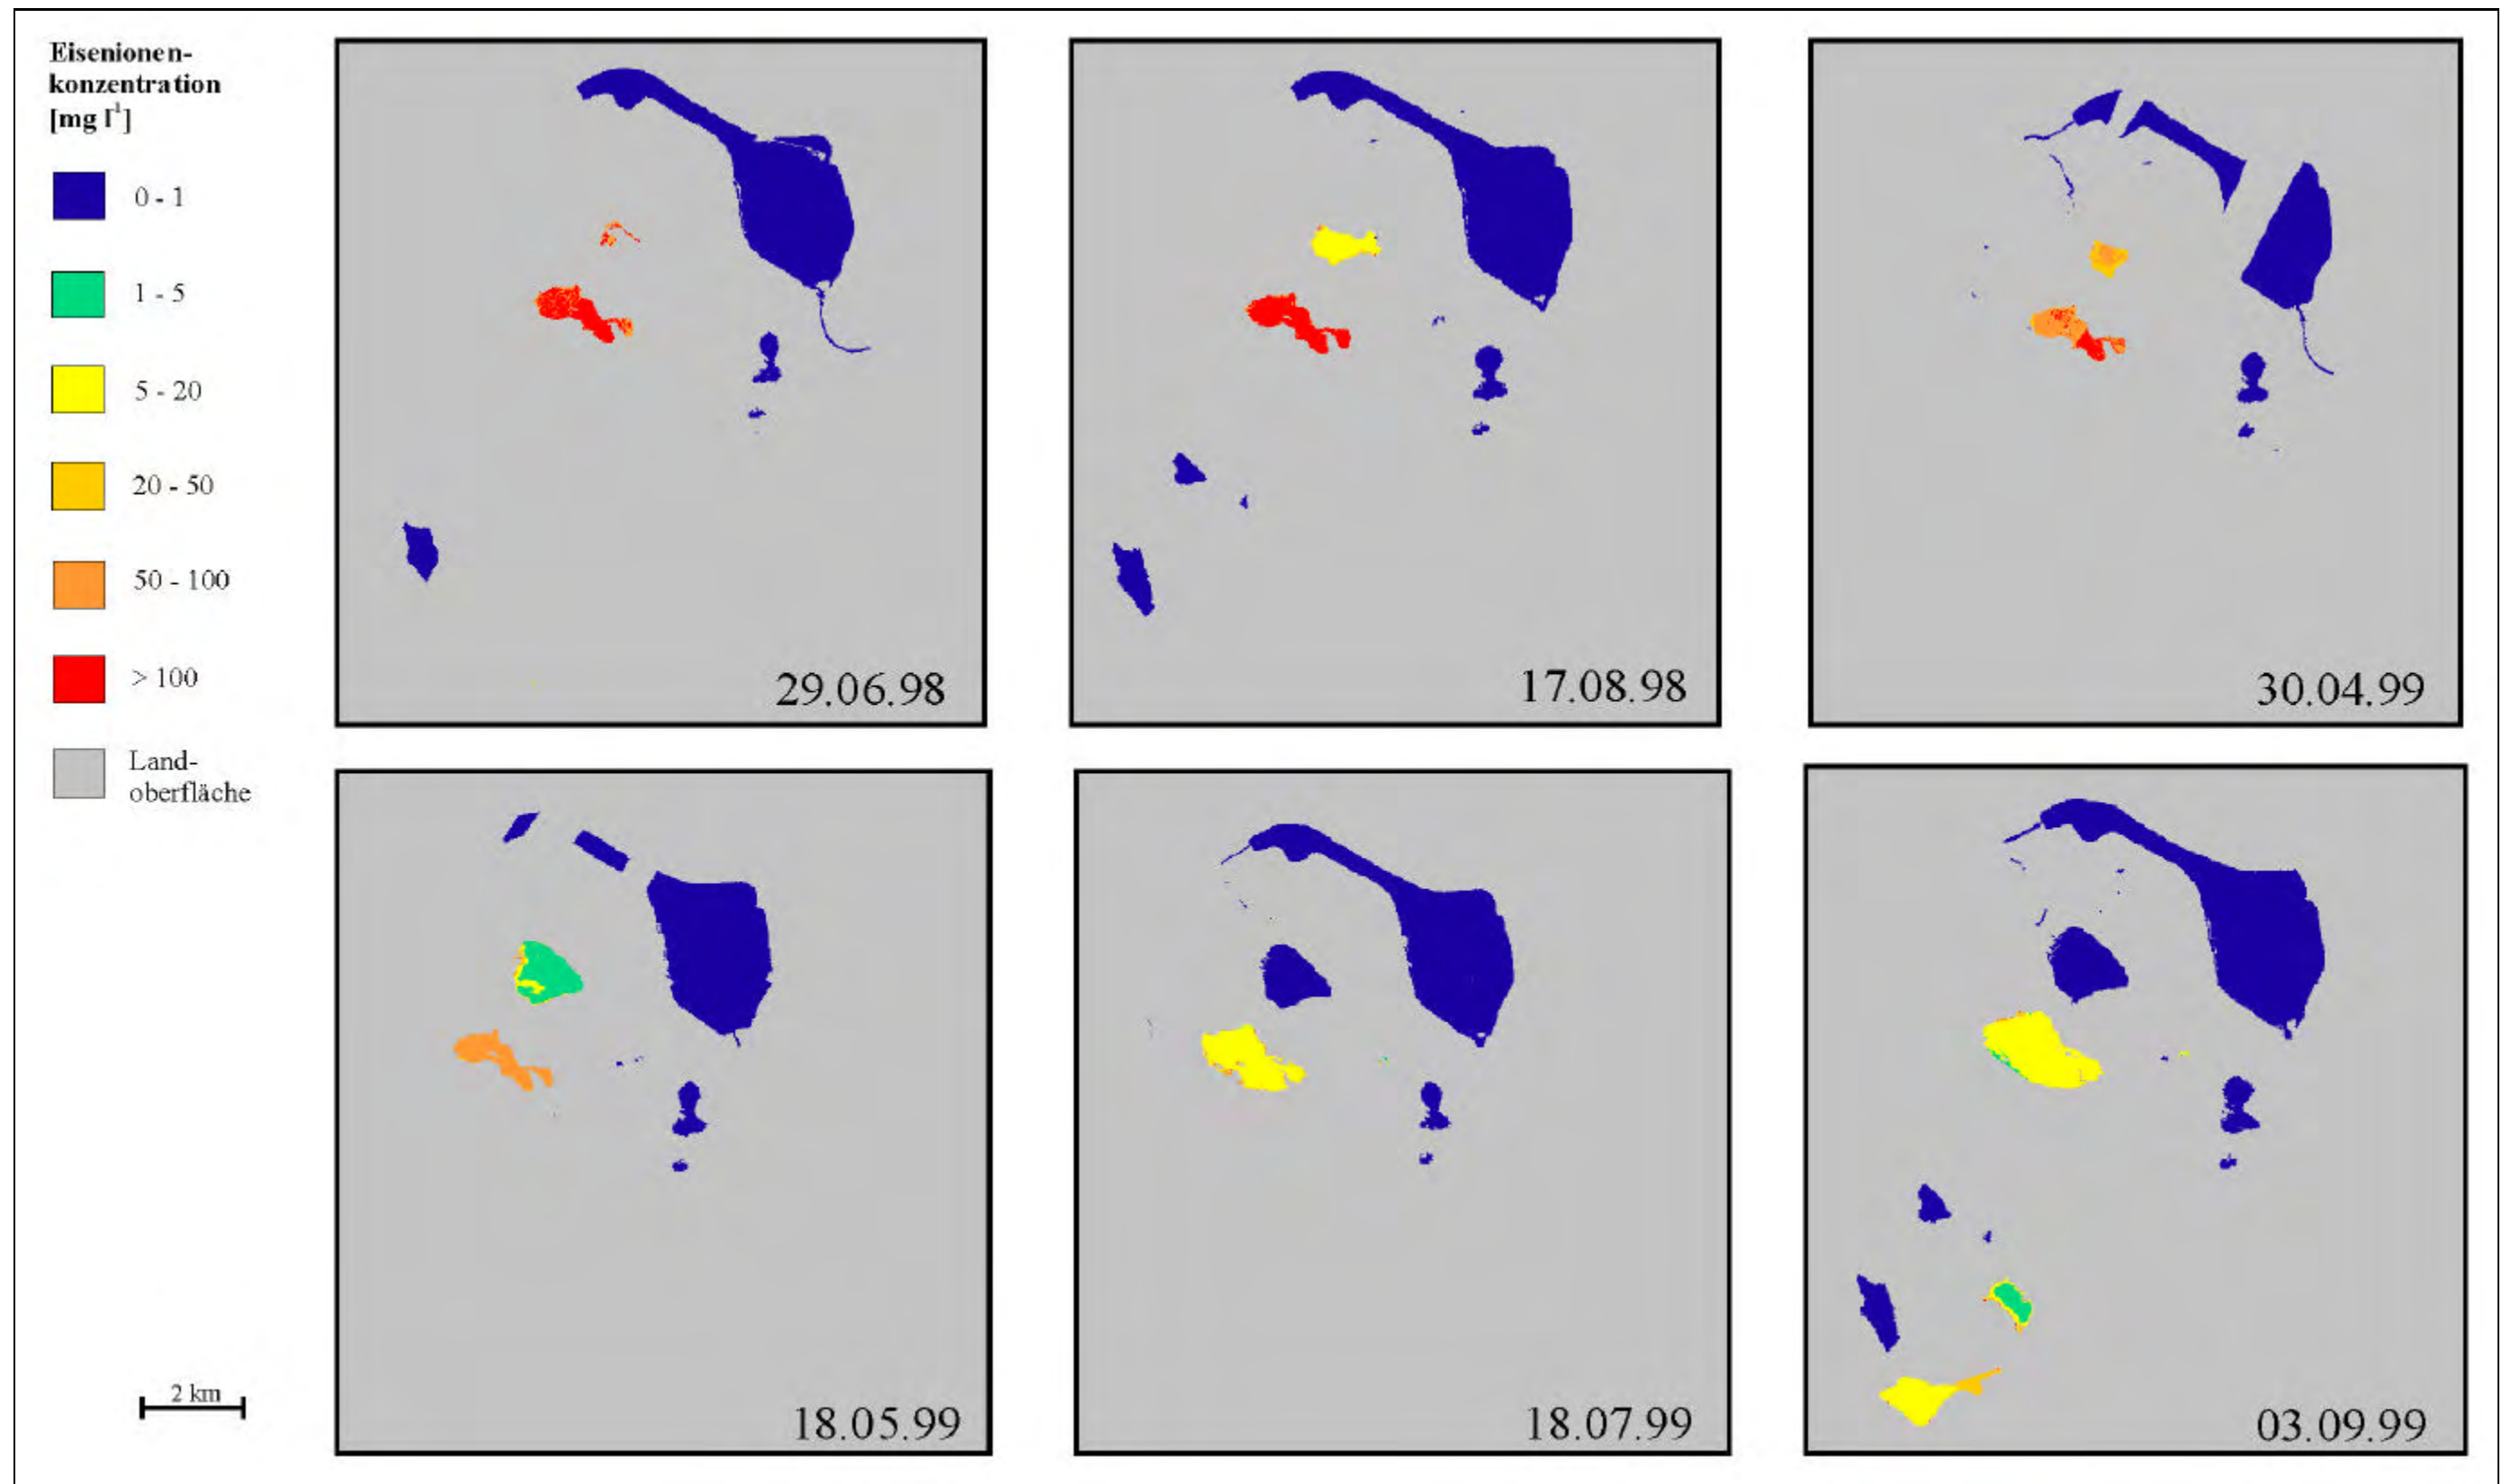 Eisenionen-
konzentration
[mg l⁻¹]
0 - 1
1 - 5
5 - 20
20 - 50
50 - 100
> 100
Land-
oberfläche
2 km
29.06.98
17.08.98
30.04.99
18.05.99
18.07.99
03.09.99